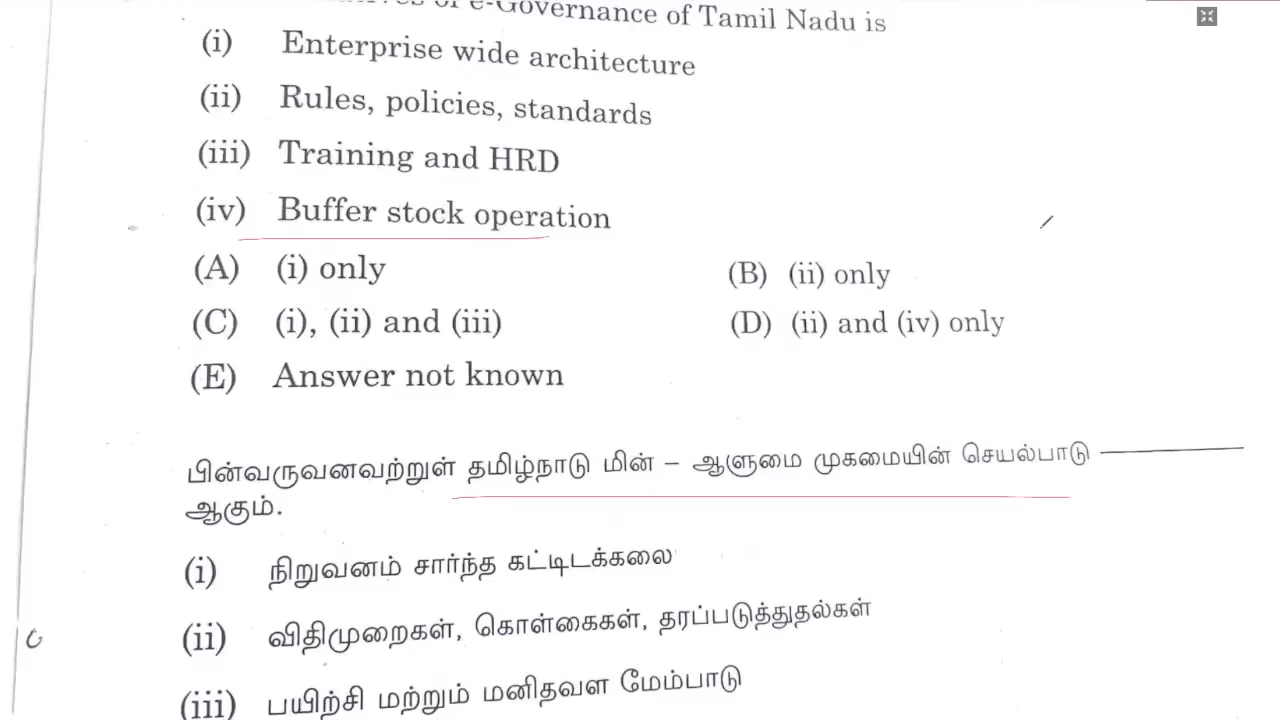 of e-Governance of Tamil Nadu is
(i) Enterprise wide architecture
(ii) Rules, policies, standards
(iii) Training and HRD
(iv) Buffer stock operation
(A) (i) only (B) (ii) only
(C) (i), (ii) and (iii) (D) (ii) and (iv) only
(E) Answer not known
பின்வருவனவற்றுள் தமிழ்நாடு மின் – ஆளுமை முகமையின் செயல்பாடு
ஆகும்.
(i) நிறுவனம் சார்ந்த கட்டிடக்கலை
(ii) விதிமுறைகள், கொள்கைகள், தரப்படுத்துதல்கள்
(iii) பயிற்சி மற்றும் மனிதவள மேம்பாடு